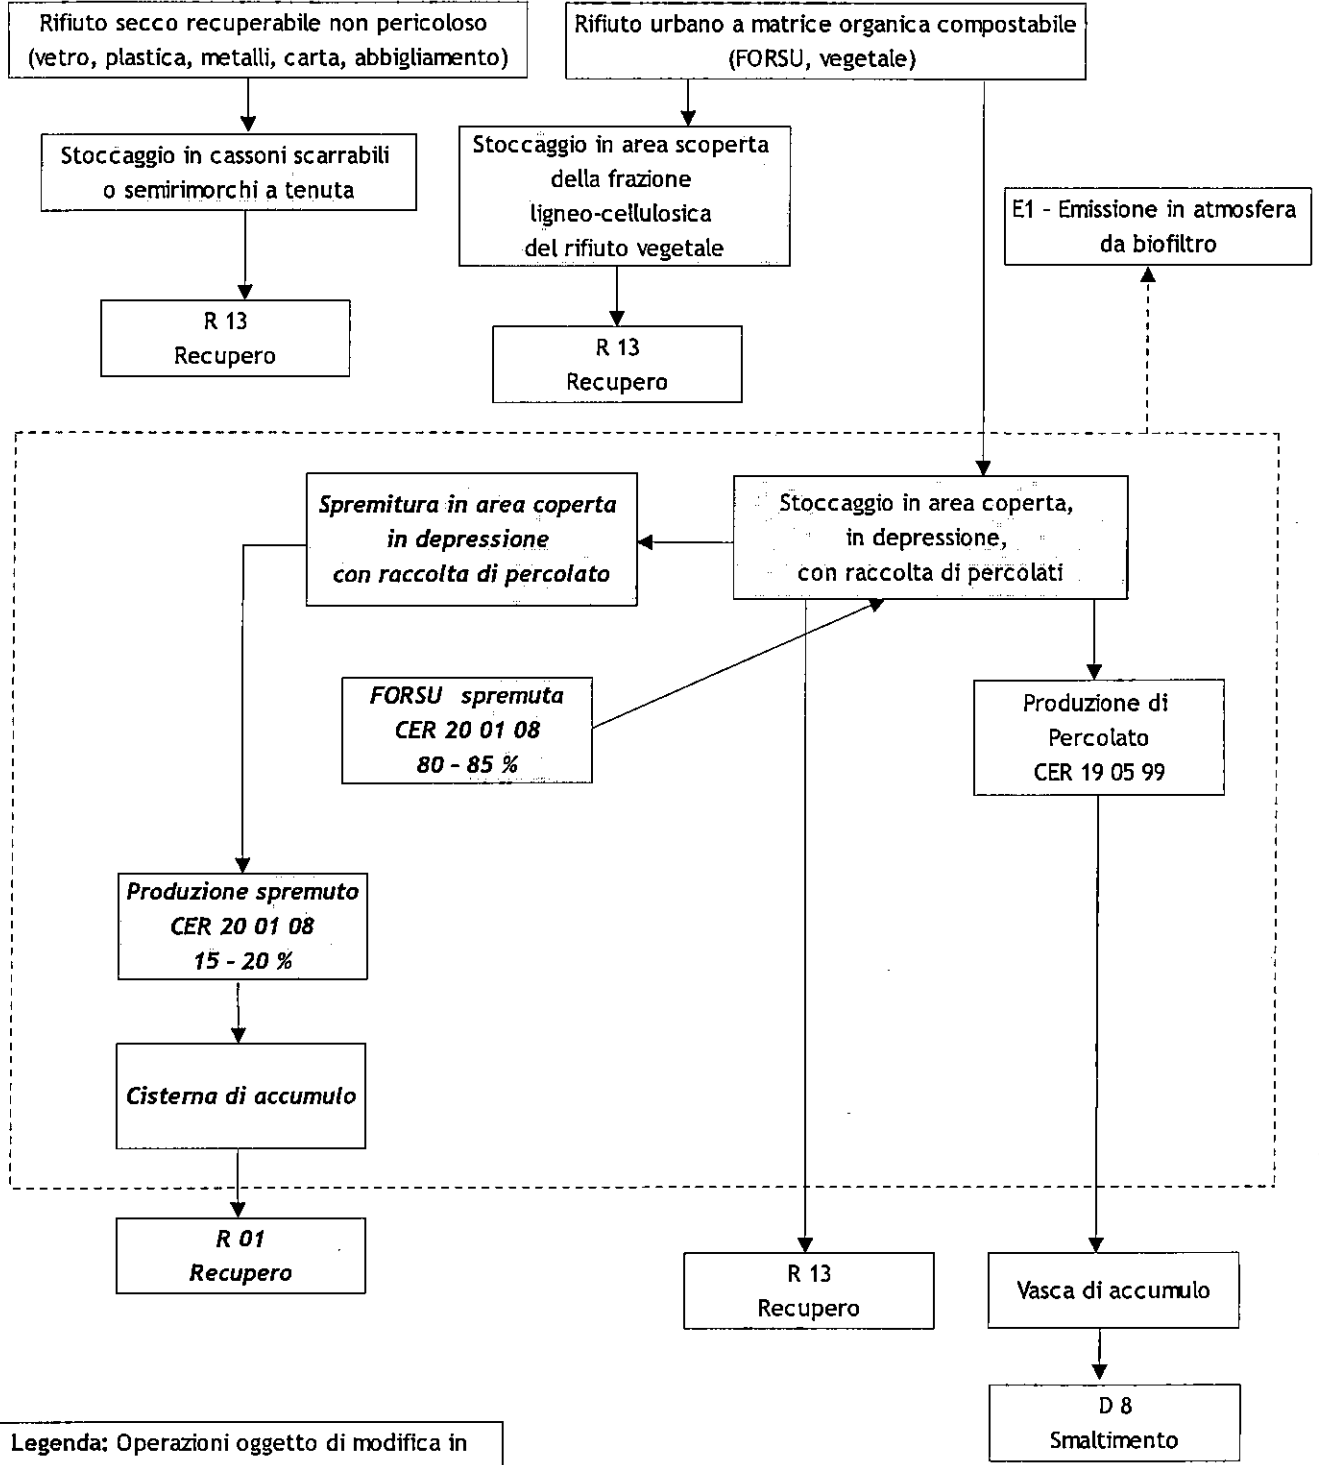 Rifiuto secco recuperabile non pericoloso
(vetro, plastica, metalli, carta, abbigliamento)
Rifiuto urbano a matrice organica compostabile
(FORSU, vegetale)
Stoccaggio in cassoni scarrabili
o semirimorchi a tenuta
Stoccaggio in area scoperta
della frazione
ligneo-cellulosica
del rifiuto vegetale
E1 - Emissione in atmosfera
da biofiltro
R 13
Recupero
R 13
Recupero
Spremitura in area coperta
in depressione
con raccolta di percolato
Stoccaggio in area coperta,
in depressione,
con raccolta di percolati
FORSU spremuta
CER 20 01 08
80 - 85 %
Produzione di
Percolato
CER 19 05 99
Produzione spremuto
CER 20 01 08
15 - 20 %
Cisterna di accumulo
R 01
Recupero
R 13
Recupero
Vasca di accumulo
D 8
Smaltimento
Legenda: Operazioni oggetto di modifica in